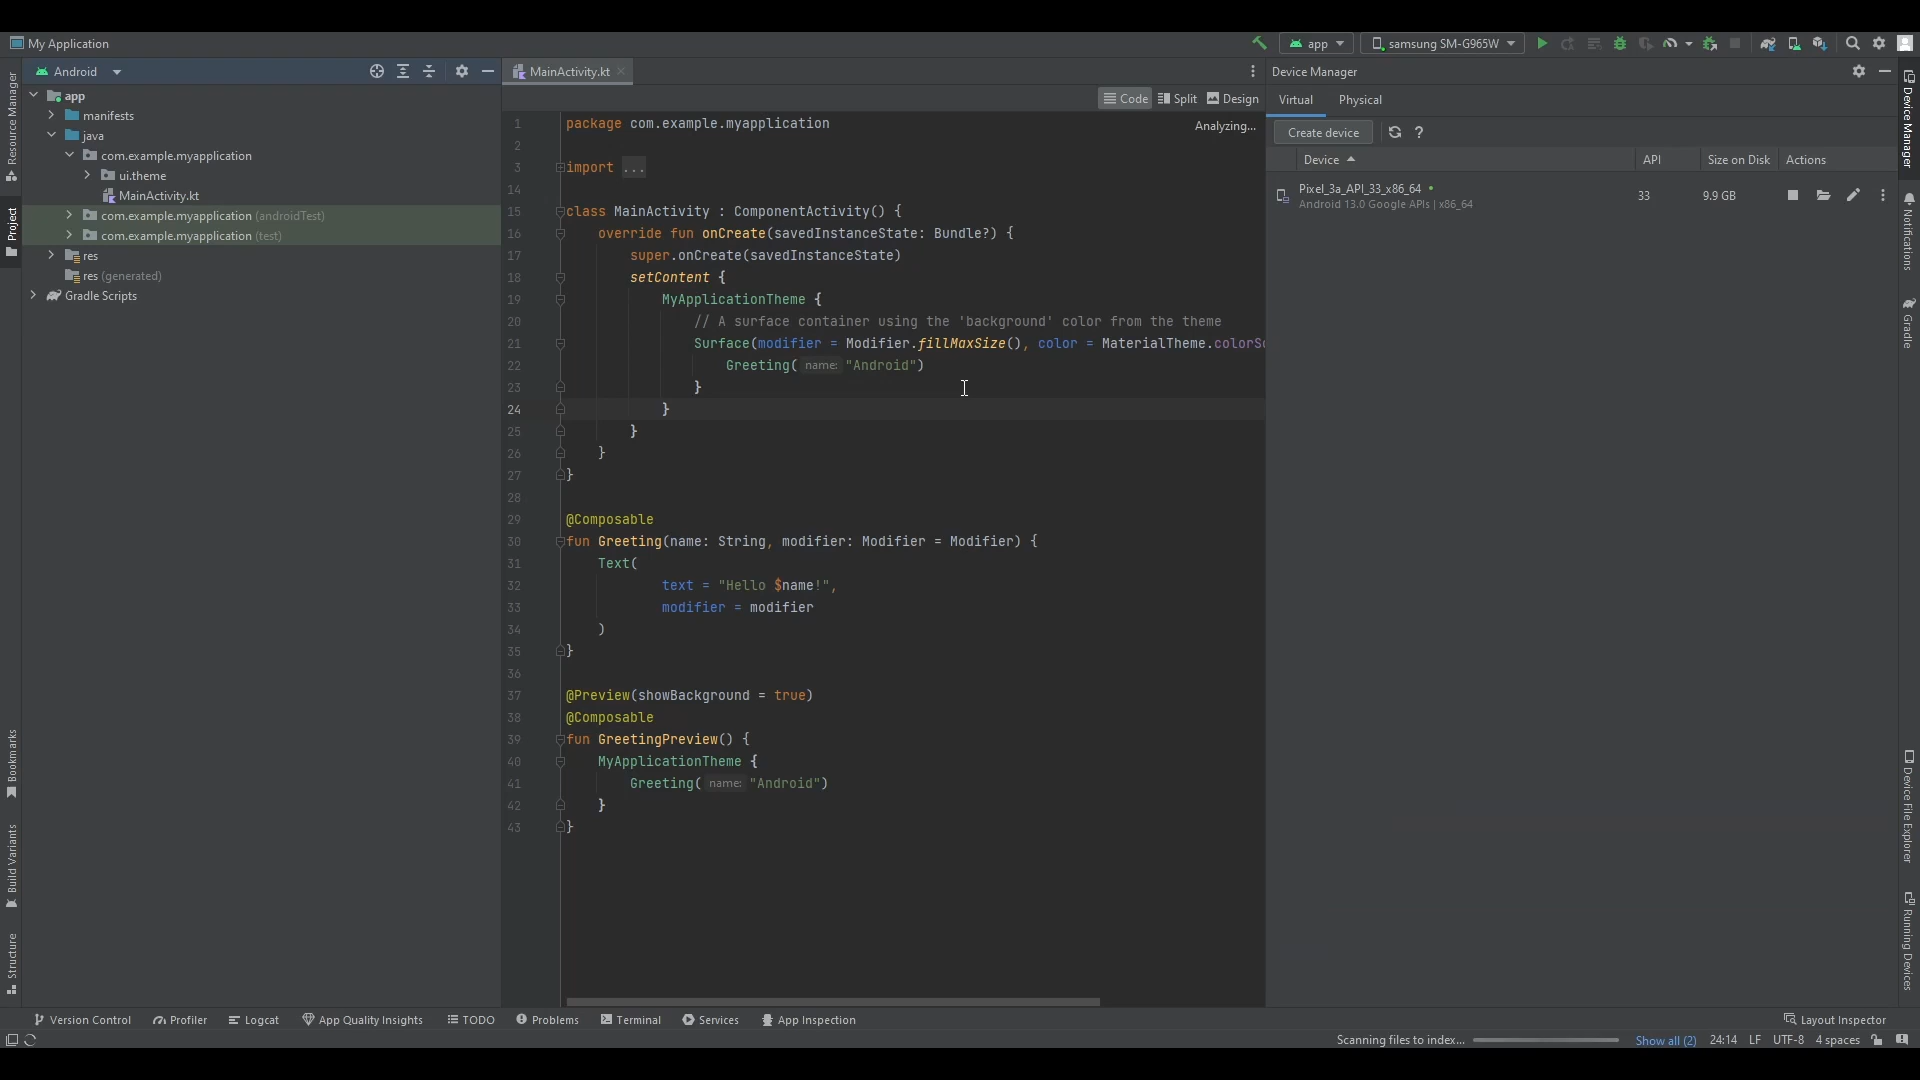 My Application
app
samsung SM-G965W
Resource Manager
Project
Bookmarks
Build Variants
Structure
Android
app
manifests
java
com.example.myapplication
ui.theme
MainActivity.kt
com.example.myapplication (androidTest)
com.example.myapplication (test)
res
res (generated)
Gradle Scripts
MainActivity.kt
Code
Split
Design
Analyzing...
1 package com.example.myapplication
2
3 import ...
14
15 class MainActivity : ComponentActivity() {
16 override fun onCreate(savedInstanceState: Bundle?) {
17 super.onCreate(savedInstanceState)
18 setContent {
19 MyApplicationTheme {
20 // A surface container using the 'background' color from the theme
21 Surface(modifier = Modifier.fillMaxSize(), color = MaterialTheme.colorSc
22 Greeting( name: "Android")
23 }
24 }
25 }
26 }
27 }
28
29 @Composable
30 fun Greeting(name: String, modifier: Modifier = Modifier) {
31 Text(
32 text = "Hello $name!",
33 modifier = modifier
34 )
35 }
36
37 @Preview(showBackground = true)
38 @Composable
39 fun GreetingPreview() {
40 MyApplicationTheme {
41 Greeting( name: "Android")
42 }
43 }
Device Manager
Virtual Physical
Create device ?
Device API Size on Disk Actions
Pixel_3a_API_33_x86_64 33 9.9 GB
Android 13.0 Google APIs | x86_64
Device Manager
Notifications
Gradle
Device File Explorer
Running Devices
Version Control Profiler Logcat App Quality Insights TODO Problems Terminal Services App Inspection Layout Inspector
Scanning files to index... Show all (2) 24:14 LF UTF-8 4 spaces